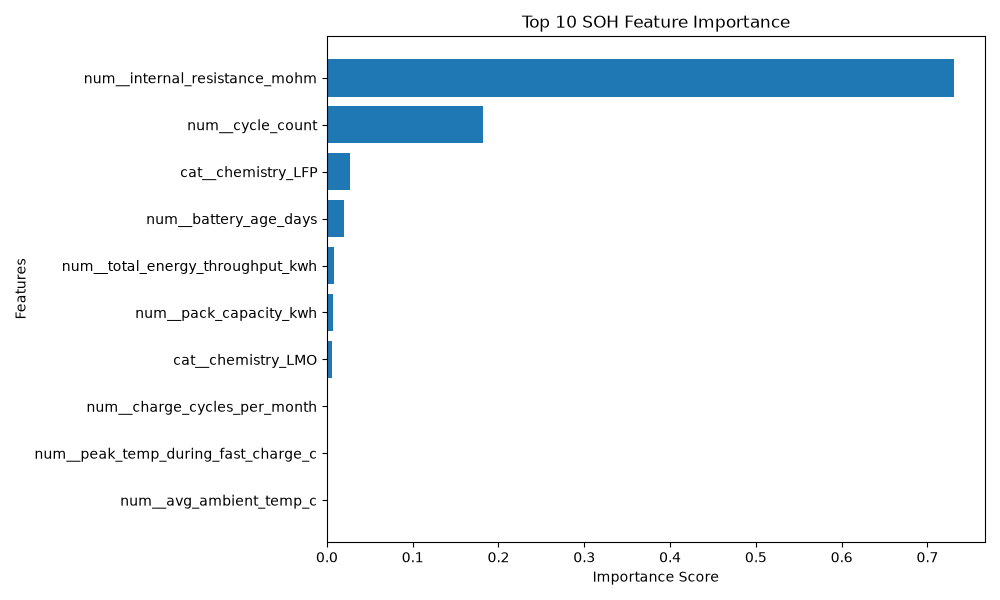 Top 10 SOH Feature Importance
num__internal_resistance_mohm
num__cycle_count
cat__chemistry_LFP
num__battery_age_days
num__total_energy_throughput_kwh
num__pack_capacity_kwh
cat__chemistry_LMO
num__charge_cycles_per_month
num__peak_temp_during_fast_charge_c
num__avg_ambient_temp_c
Features
0.0 0.1 0.2 0.3 0.4 0.5 0.6 0.7
Importance Score